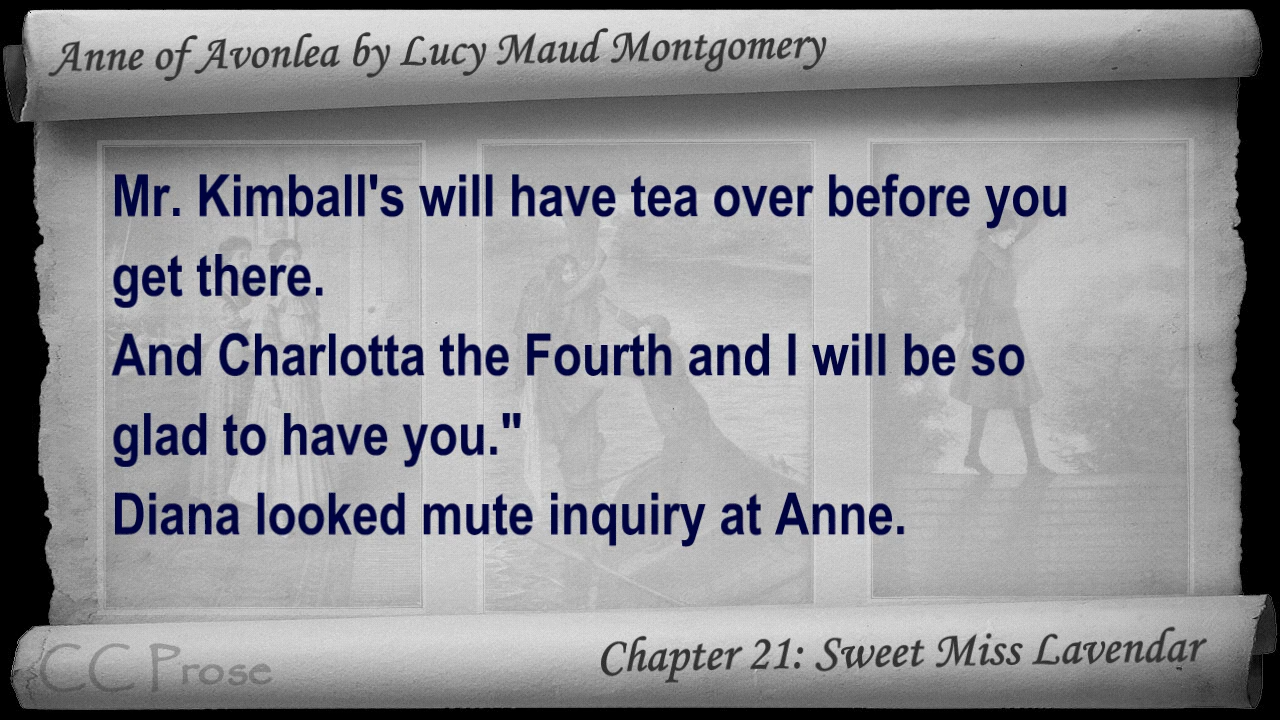 Anne of Avonlea by Lucy Maud Montgomery
Mr. Kimball's will have tea over before you
get there.
And Charlotta the Fourth and I will be so
glad to have you."
Diana looked mute inquiry at Anne.
CC Prose
Chapter 21: Sweet Miss Lavendar